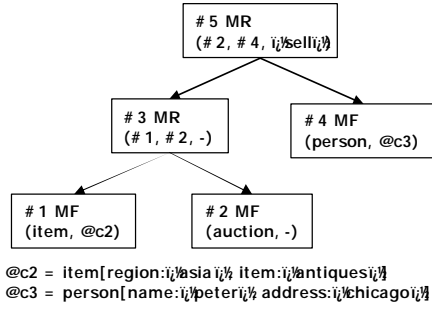 #5 MR
(#2, #4, ï¿½sellï¿½)
#3 MR
(#1, #2, -)
#4 MF
(person, @c3)
#1 MF
(item, @c2)
#2 MF
(auction, -)
@c2 = item[region:ï¿½asiaï¿½, item:ï¿½antiquesï¿½]
@c3 = person[name:ï¿½peterï¿½, address:ï¿½chicagoï¿½]